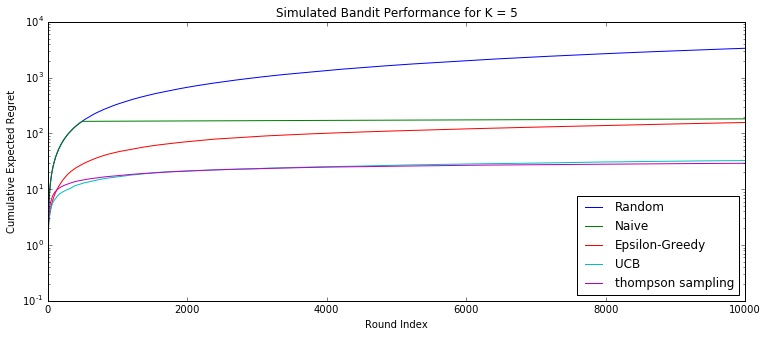 Simulated Bandit Performance for K = 5
Cumulative Expected Regret
10^4
10^3
10^2
10^1
10^0
10^-1
0
2000
4000
6000
8000
10000
Round Index
Random
Naive
Epsilon-Greedy
UCB
thompson sampling